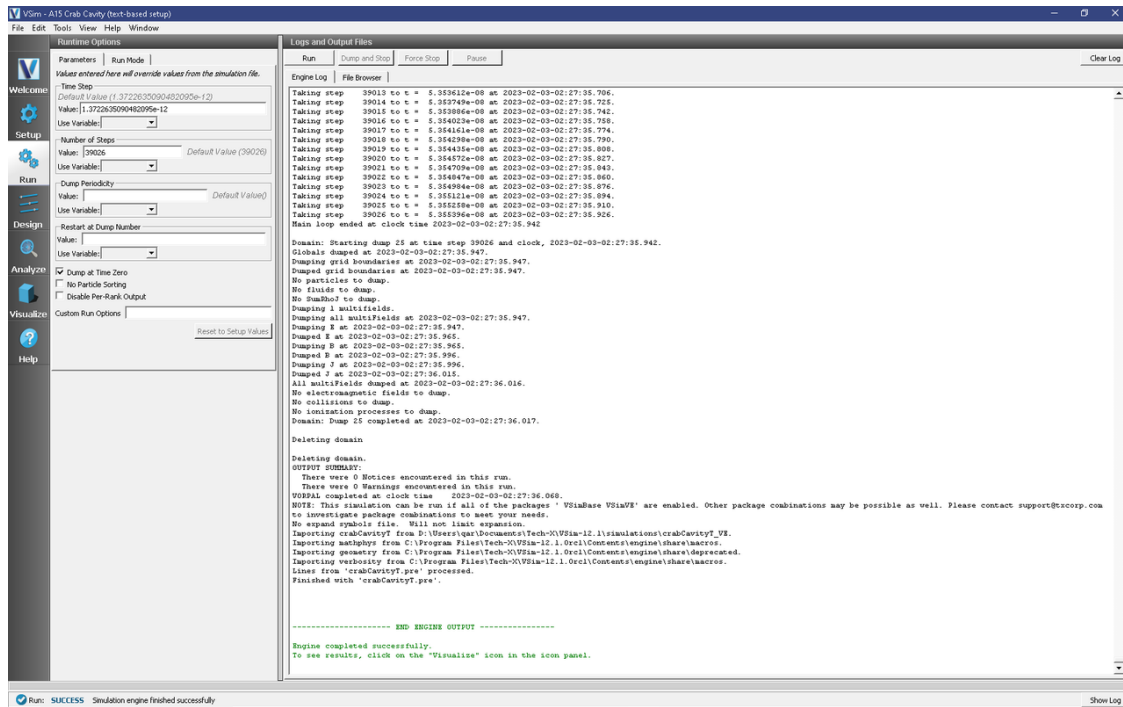 VSim - A15 Crab Cavity (text-based setup)
File Edit Tools View Help Window
Welcome
Setup
Run
Design
Analyze
Visualize
Help
Runtime Options
Parameters Run Mode
Values entered here will override values from the simulation file.
Time Step
Default Value (1.3722635090482095e-12)
Value: 1.3722635090482095e-12
Use Variable:
Number of Steps
Value: 39026 Default Value (39026)
Use Variable:
Dump Periodicity
Value: Default Value()
Use Variable:
Restart at Dump Number
Value:
Use Variable:
Dump at Time Zero
No Particle Sorting
Disable Per-Rank Output
Custom Run Options
Reset to Setup Values
Logs and Output Files
Run Dump and Stop Force Stop Pause Clear Log
Engine Log File Browser
Taking step 39013 to t = 5.353612e-08 at 2023-02-03-02:27:35.706.
Taking step 39014 to t = 5.353749e-08 at 2023-02-03-02:27:35.725.
Taking step 39015 to t = 5.353886e-08 at 2023-02-03-02:27:35.742.
Taking step 39016 to t = 5.354023e-08 at 2023-02-03-02:27:35.758.
Taking step 39017 to t = 5.354161e-08 at 2023-02-03-02:27:35.774.
Taking step 39018 to t = 5.354298e-08 at 2023-02-03-02:27:35.790.
Taking step 39019 to t = 5.354435e-08 at 2023-02-03-02:27:35.808.
Taking step 39020 to t = 5.354572e-08 at 2023-02-03-02:27:35.827.
Taking step 39021 to t = 5.354709e-08 at 2023-02-03-02:27:35.843.
Taking step 39022 to t = 5.354847e-08 at 2023-02-03-02:27:35.860.
Taking step 39023 to t = 5.354984e-08 at 2023-02-03-02:27:35.876.
Taking step 39024 to t = 5.355121e-08 at 2023-02-03-02:27:35.894.
Taking step 39025 to t = 5.355258e-08 at 2023-02-03-02:27:35.910.
Taking step 39026 to t = 5.355396e-08 at 2023-02-03-02:27:35.926.
Main loop ended at clock time 2023-02-03-02:27:35.942
Domain: Starting dump 25 at time step 39026 and clock, 2023-02-03-02:27:35.942.
Globals dumped at 2023-02-03-02:27:35.947.
Dumping grid boundaries at 2023-02-03-02:27:35.947.
Dumped grid boundaries at 2023-02-03-02:27:35.947.
No particles to dump.
No fluids to dump.
No SumRhoJ to dump.
Dumping 1 multifields.
Dumping all multiFields at 2023-02-03-02:27:35.947.
Dumping E at 2023-02-03-02:27:35.947.
Dumped E at 2023-02-03-02:27:35.965.
Dumping B at 2023-02-03-02:27:35.965.
Dumped B at 2023-02-03-02:27:35.996.
Dumping J at 2023-02-03-02:27:35.996.
Dumped J at 2023-02-03-02:27:36.015.
All multiFields dumped at 2023-02-03-02:27:36.016.
No electromagnetic fields to dump.
No collisions to dump.
No ionization processes to dump.
Domain: Dump 25 completed at 2023-02-03-02:27:36.017.
Deleting domain
Deleting domain.
OUTPUT SUMMARY:
There were 0 Notices encountered in this run.
There were 0 Warnings encountered in this run.
VORPAL completed at clock time 2023-02-03-02:27:36.068.
NOTE: This simulation can be run if all of the packages ' VSimBase VSimVE' are enabled. Other package combinations may be possible as well. Please contact support@txcorp.com
to investigate package combinations to meet your needs.
No expand symbols file. Will not limit expansion.
Importing crabCavityT from D:\Users\qar\Documents\Tech-X\VSim-12.1\simulations\crabCavityT_VE.
Importing mathphys from C:\Program Files\Tech-X\VSim-12.1.Orcl\Contents\engine\share\macros.
Importing geometry from C:\Program Files\Tech-X\VSim-12.1.Orcl\Contents\engine\share\deprecated.
Importing verbosity from C:\Program Files\Tech-X\VSim-12.1.Orcl\Contents\engine\share\macros.
Lines from 'crabCavityT.pre' processed.
Finished with 'crabCavityT.pre'.
--------------------- END ENGINE OUTPUT ----------------
Engine completed successfully.
To see results, click on the "Visualize" icon in the icon panel.
Run: SUCCESS Simulation engine finished successfully Show Log